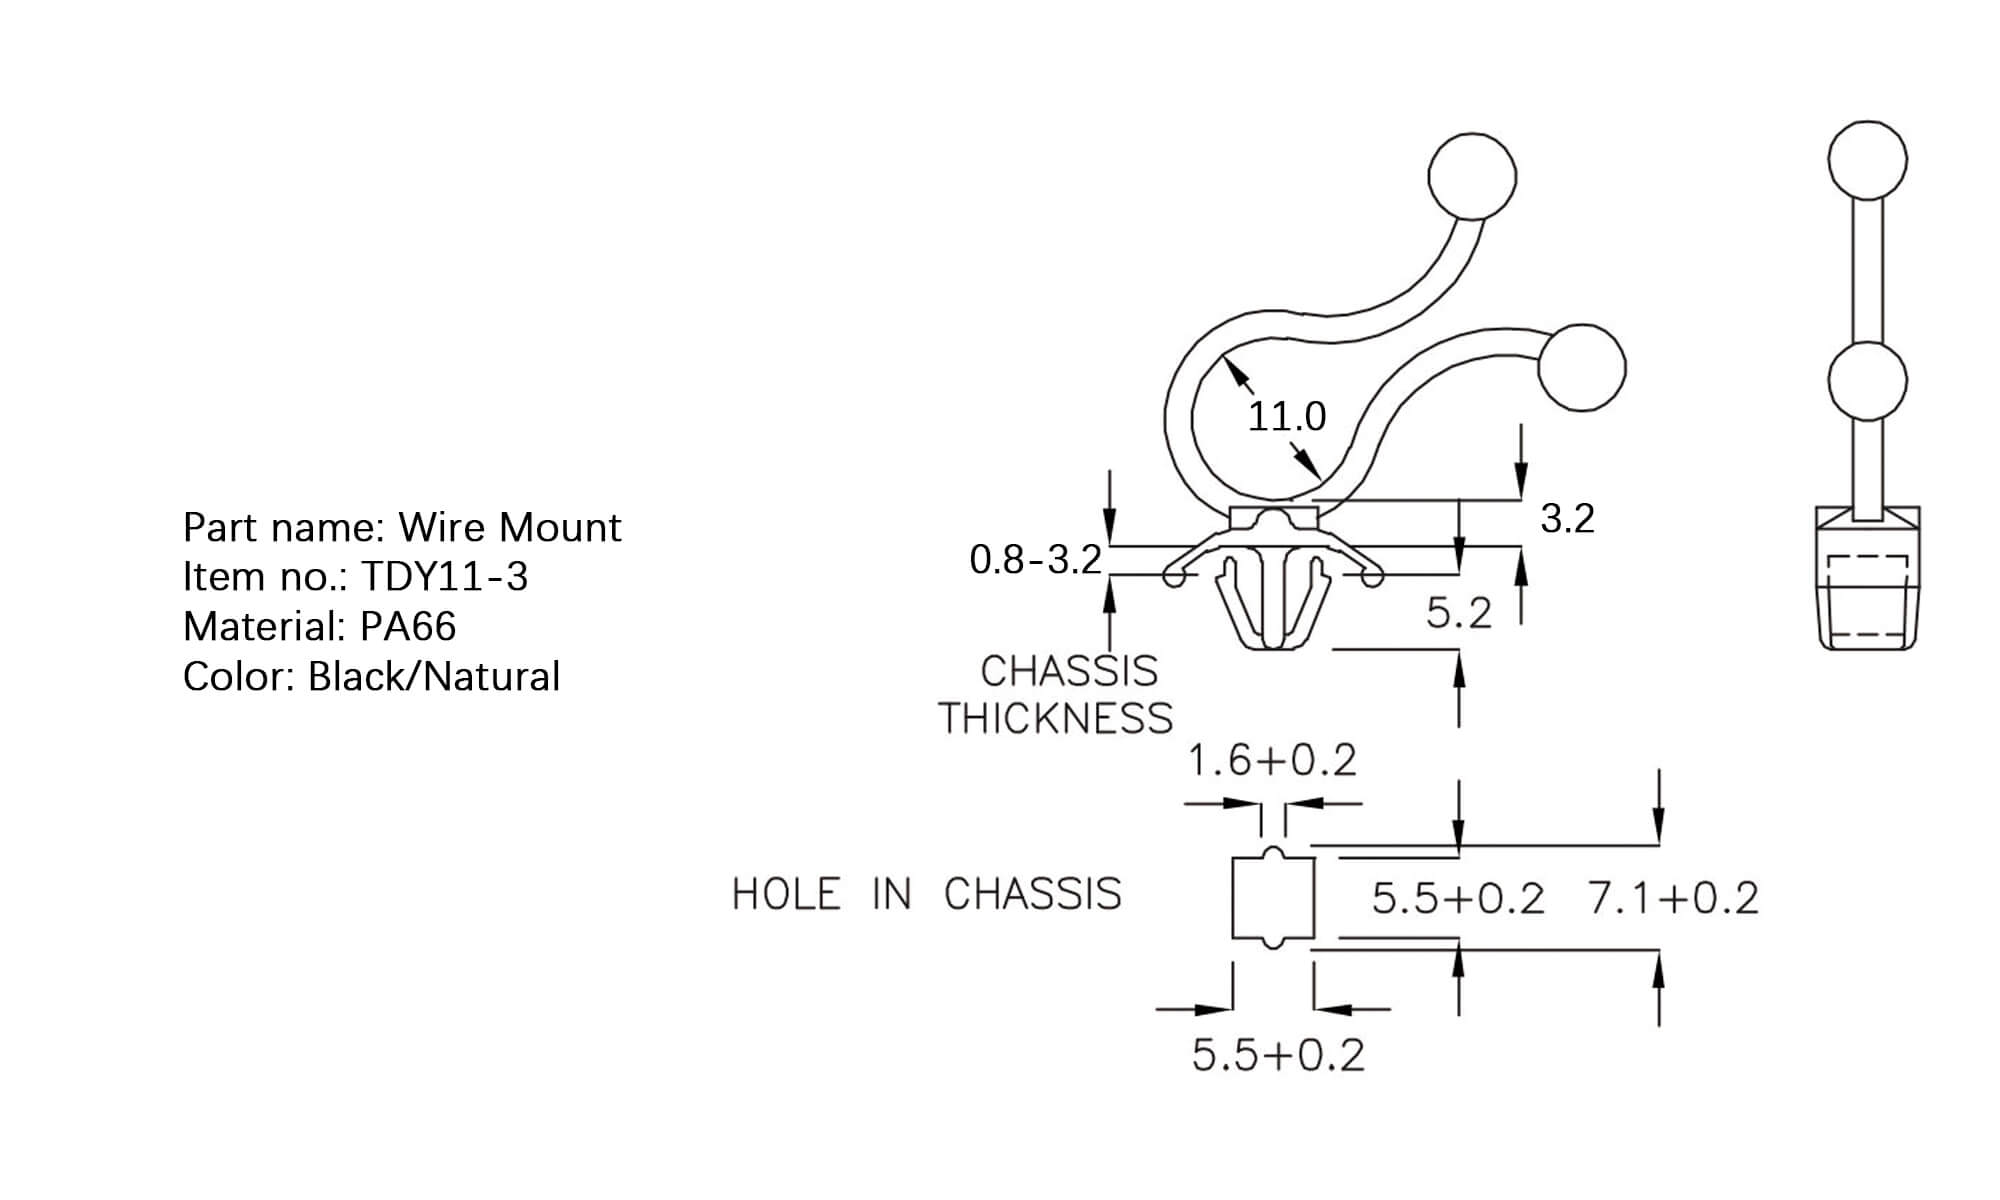 Part name: Wire Mount
Item no.: TDY11-3
Material: PA66
Color: Black/Natural
11.0
3.2
0.8-3.2
5.2
CHASSIS
THICKNESS
1.6+0.2
HOLE IN CHASSIS
5.5+0.2
7.1+0.2
5.5+0.2